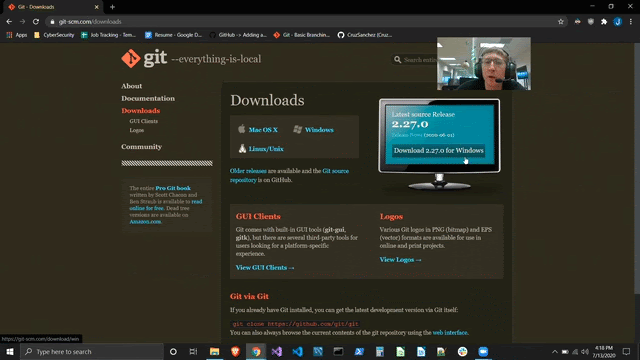 Git - Downloads
git-scm.com/downloads
Apps
CyberSecurity
Job Tracking - Tem...
Resume - Google D...
GitHub -> Adding a...
Git - Basic Branchin...
CruzSanchez (Cruz...
git --everything-is-local
Search entire
About
Documentation
Downloads
GUI Clients
Logos
Community
The entire Pro Git book
written by Scott Chacon and
Ben Straub is available to read
online for free. Dead tree
versions are available on
Amazon.com.
Downloads
Mac OS X
Windows
Linux/Unix
Older releases are available and the Git source
repository is on GitHub.
Latest source Release
2.27.0
Release Notes (2020-06-01)
Download 2.27.0 for Windows
GUI Clients
Git comes with built-in GUI tools (git-gui,
gitk), but there are several third-party tools for
users looking for a platform-specific
experience.
View GUI Clients →
Logos
Various Git logos in PNG (bitmap) and EPS
(vector) formats are available for use in
online and print projects.
View Logos →
Git via Git
If you already have Git installed, you can get the latest development version via Git itself:
git clone https://github.com/git/git
You can also always browse the current contents of the git repository using the web interface.
https://git-scm.com/download/win
Type here to search
4:18 PM
7/13/2020